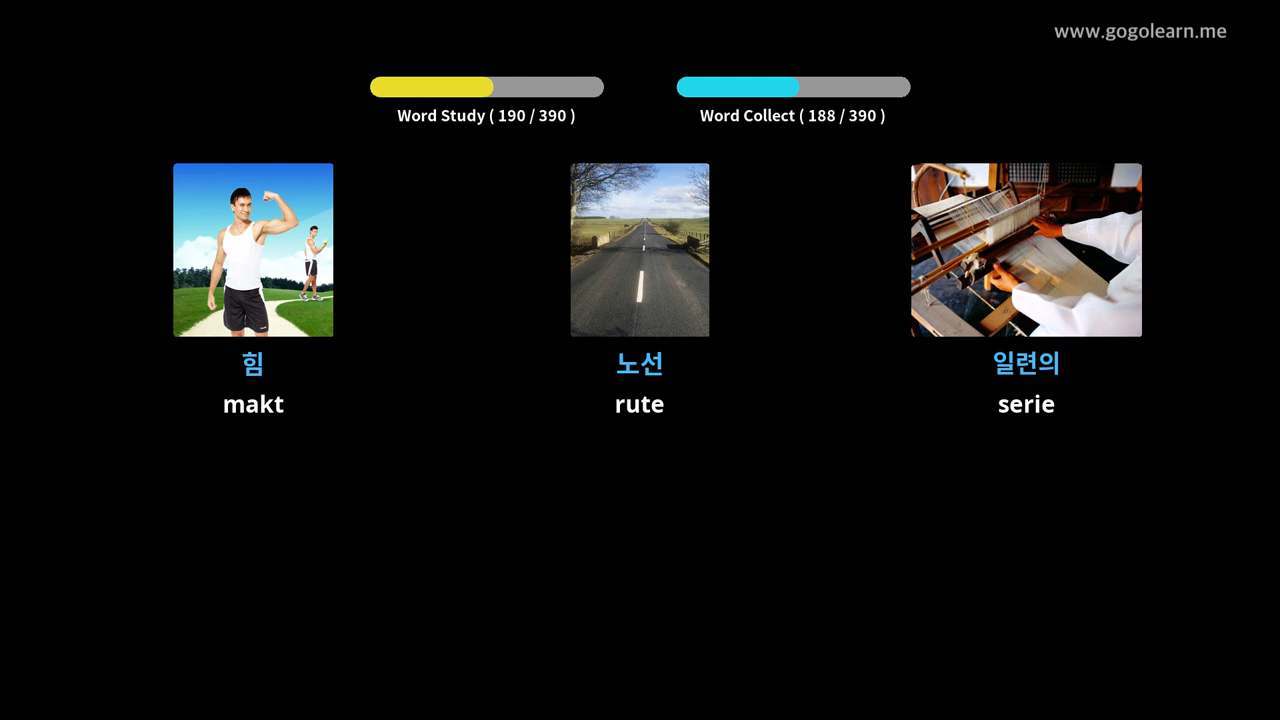 www.gogolearn.me
Word Study ( 190 / 390 )
Word Collect ( 188 / 390 )
힘
노선
일련의
makt
rute
serie